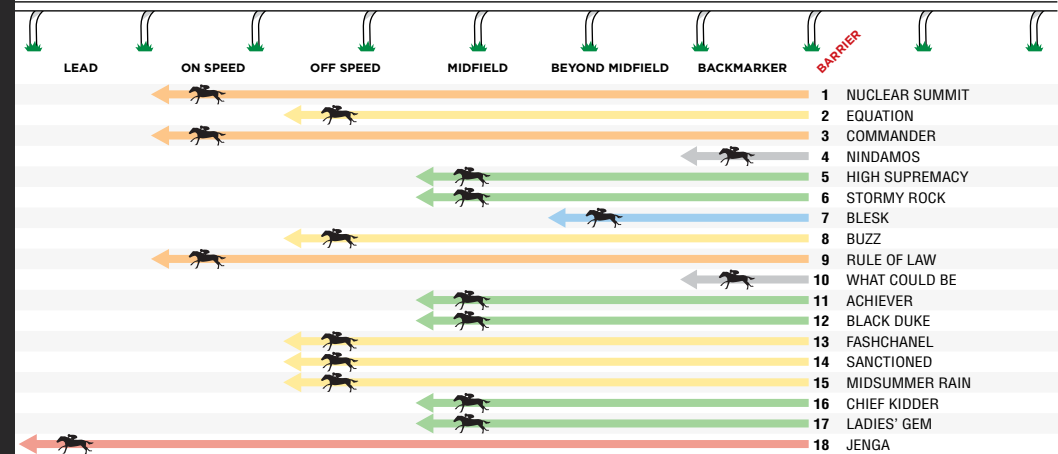 LEAD ON SPEED OFF SPEED MIDFIELD BEYOND MIDFIELD BACKMARKER BARRIER
1 NUCLEAR SUMMIT
2 EQUATION
3 COMMANDER
4 NINDAMOS
5 HIGH SUPREMACY
6 STORMY ROCK
7 BLESK
8 BUZZ
9 RULE OF LAW
10 WHAT COULD BE
11 ACHIEVER
12 BLACK DUKE
13 FASHCHANEL
14 SANCTIONED
15 MIDSUMMER RAIN
16 CHIEF KIDDER
17 LADIES' GEM
18 JENGA